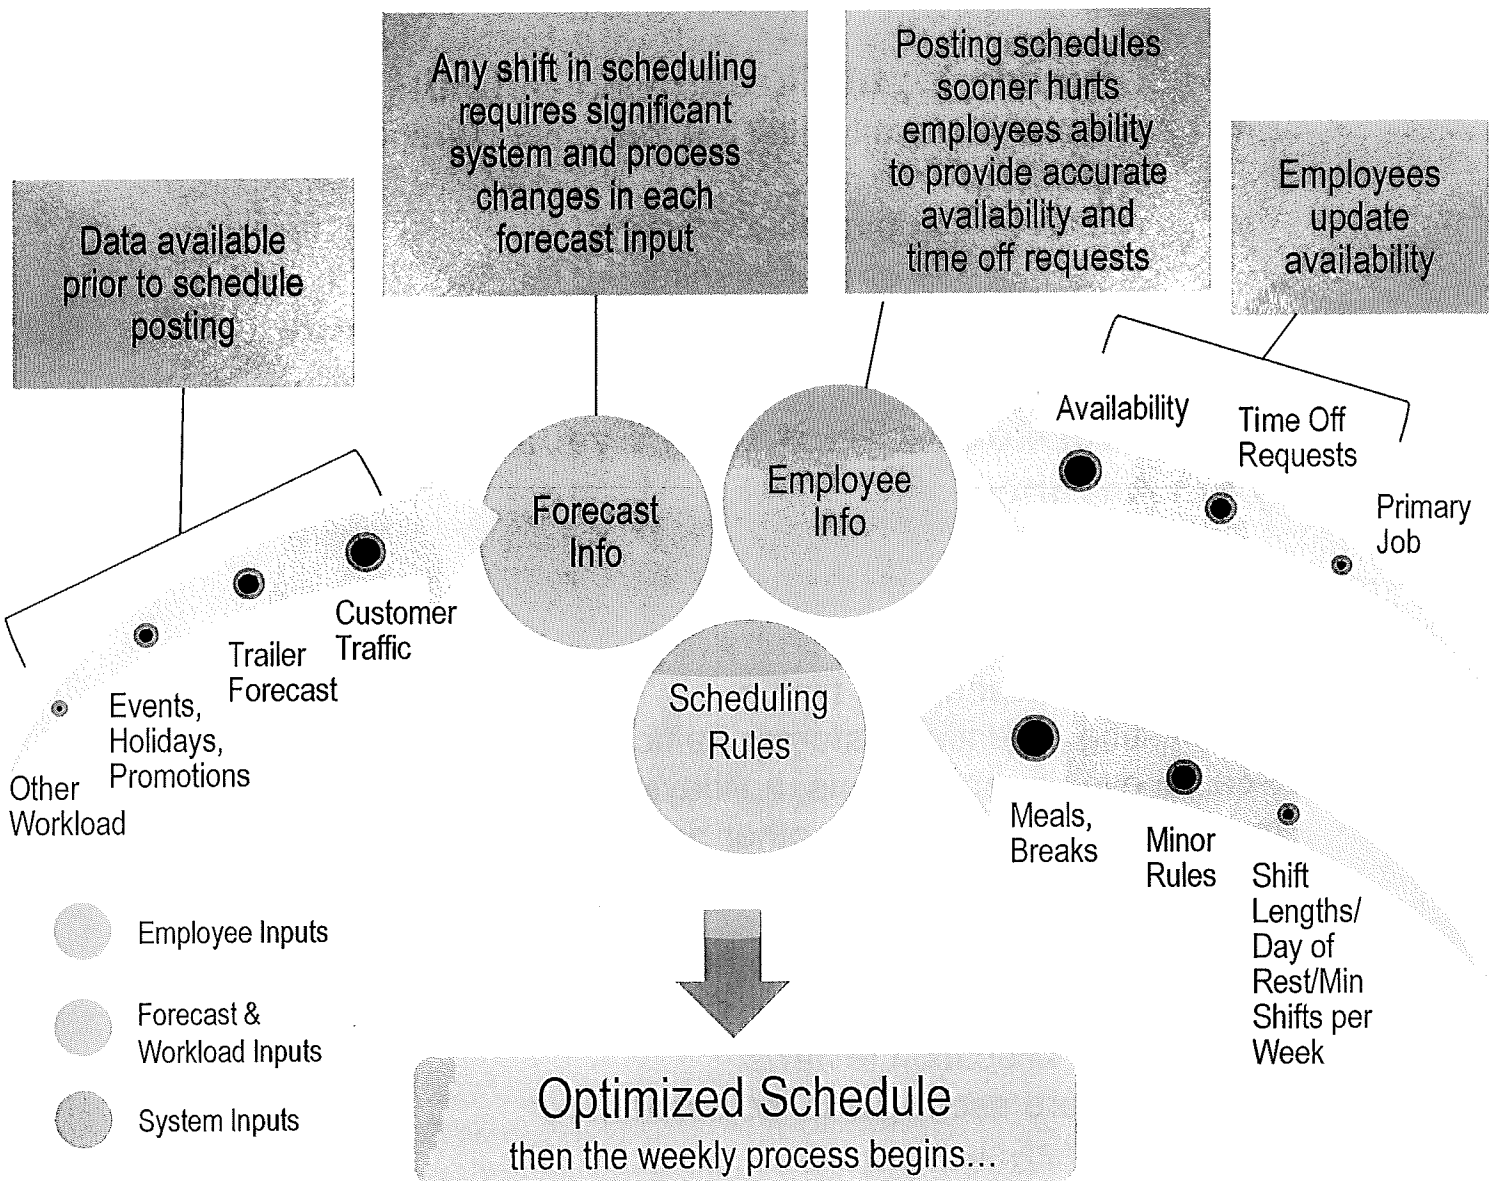 Any shift in scheduling
requires significant
system and process
changes in each
forecast input
Posting schedules
sooner hurts
employees ability
to provide accurate
availability and
time off requests
Employees
update
availability
Data available
prior to schedule
posting
Availability
Time Off
Requests
Primary
Job
Employee
Info
Forecast
Info
Customer
Traffic
Trailer
Forecast
Events,
Holidays,
Promotions
Other
Workload
Scheduling
Rules
Meals,
Breaks
Minor
Rules
Shift
Lengths/
Day of
Rest/Min
Shifts per
Week
Employee Inputs
Forecast &
Workload Inputs
System Inputs
Optimized Schedule
then the weekly process begins...